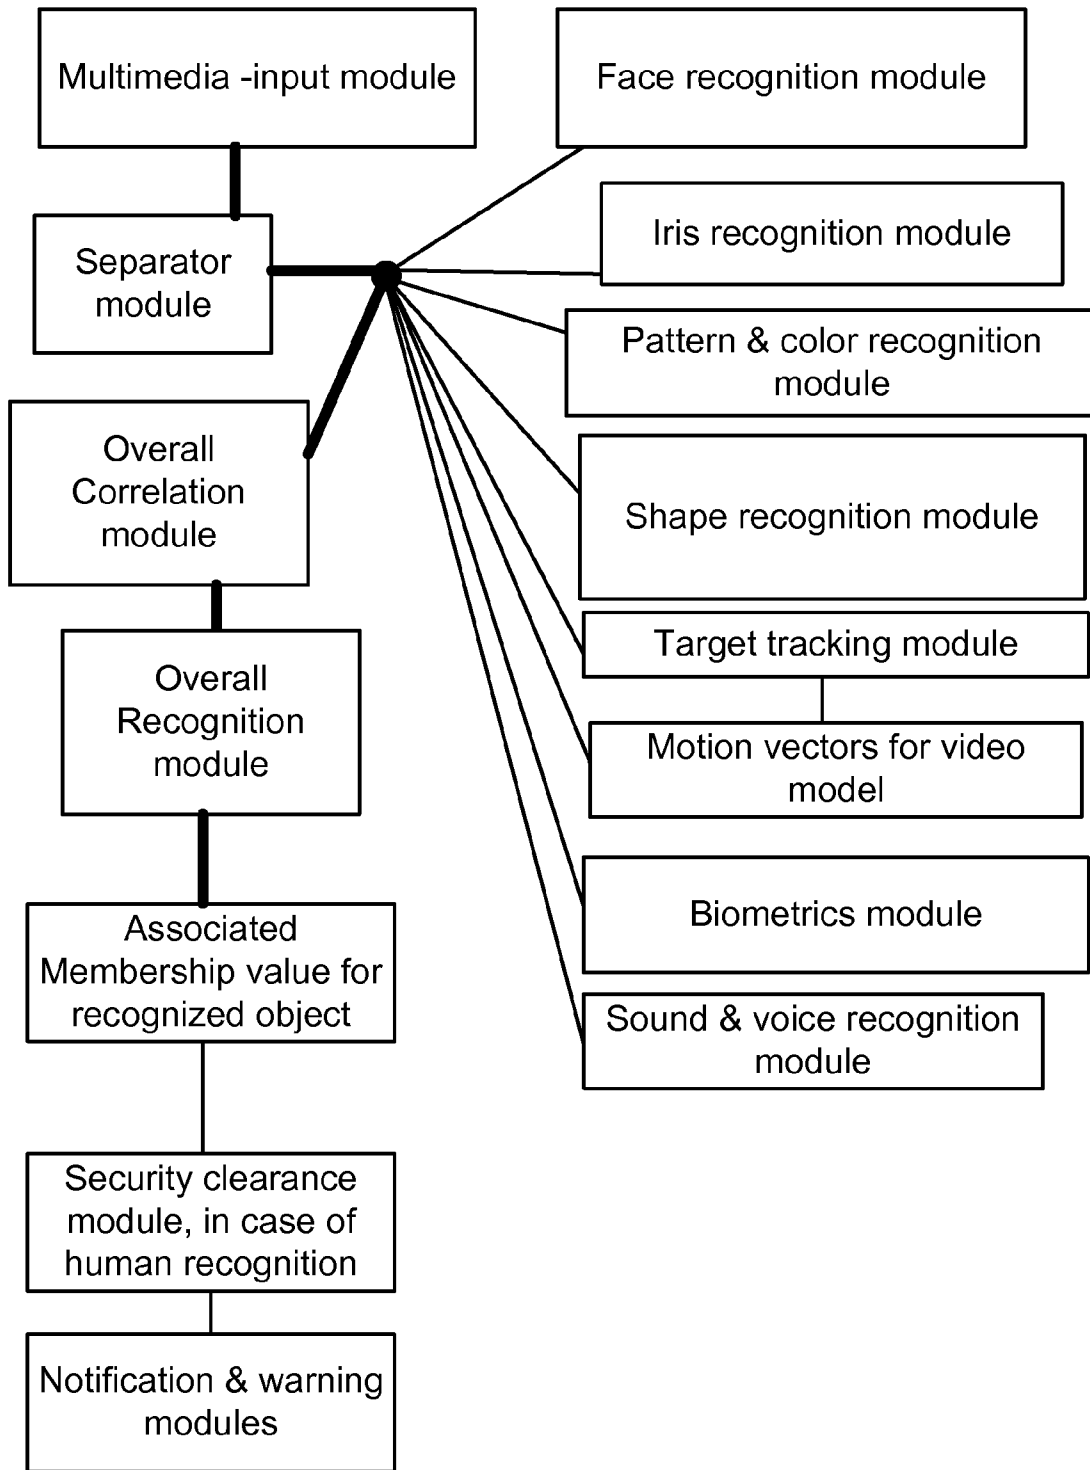 Multimedia -input module
Separator
module
Overall
Correlation
module
Overall
Recognition
module
Associated
Membership value for
recognized object
Security clearance
module, in case of
human recognition
Notification & warning
modules
Face recognition module
Iris recognition module
Pattern & color recognition
module
Shape recognition module
Target tracking module
Motion vectors for video
model
Biometrics module
Sound & voice recognition
module